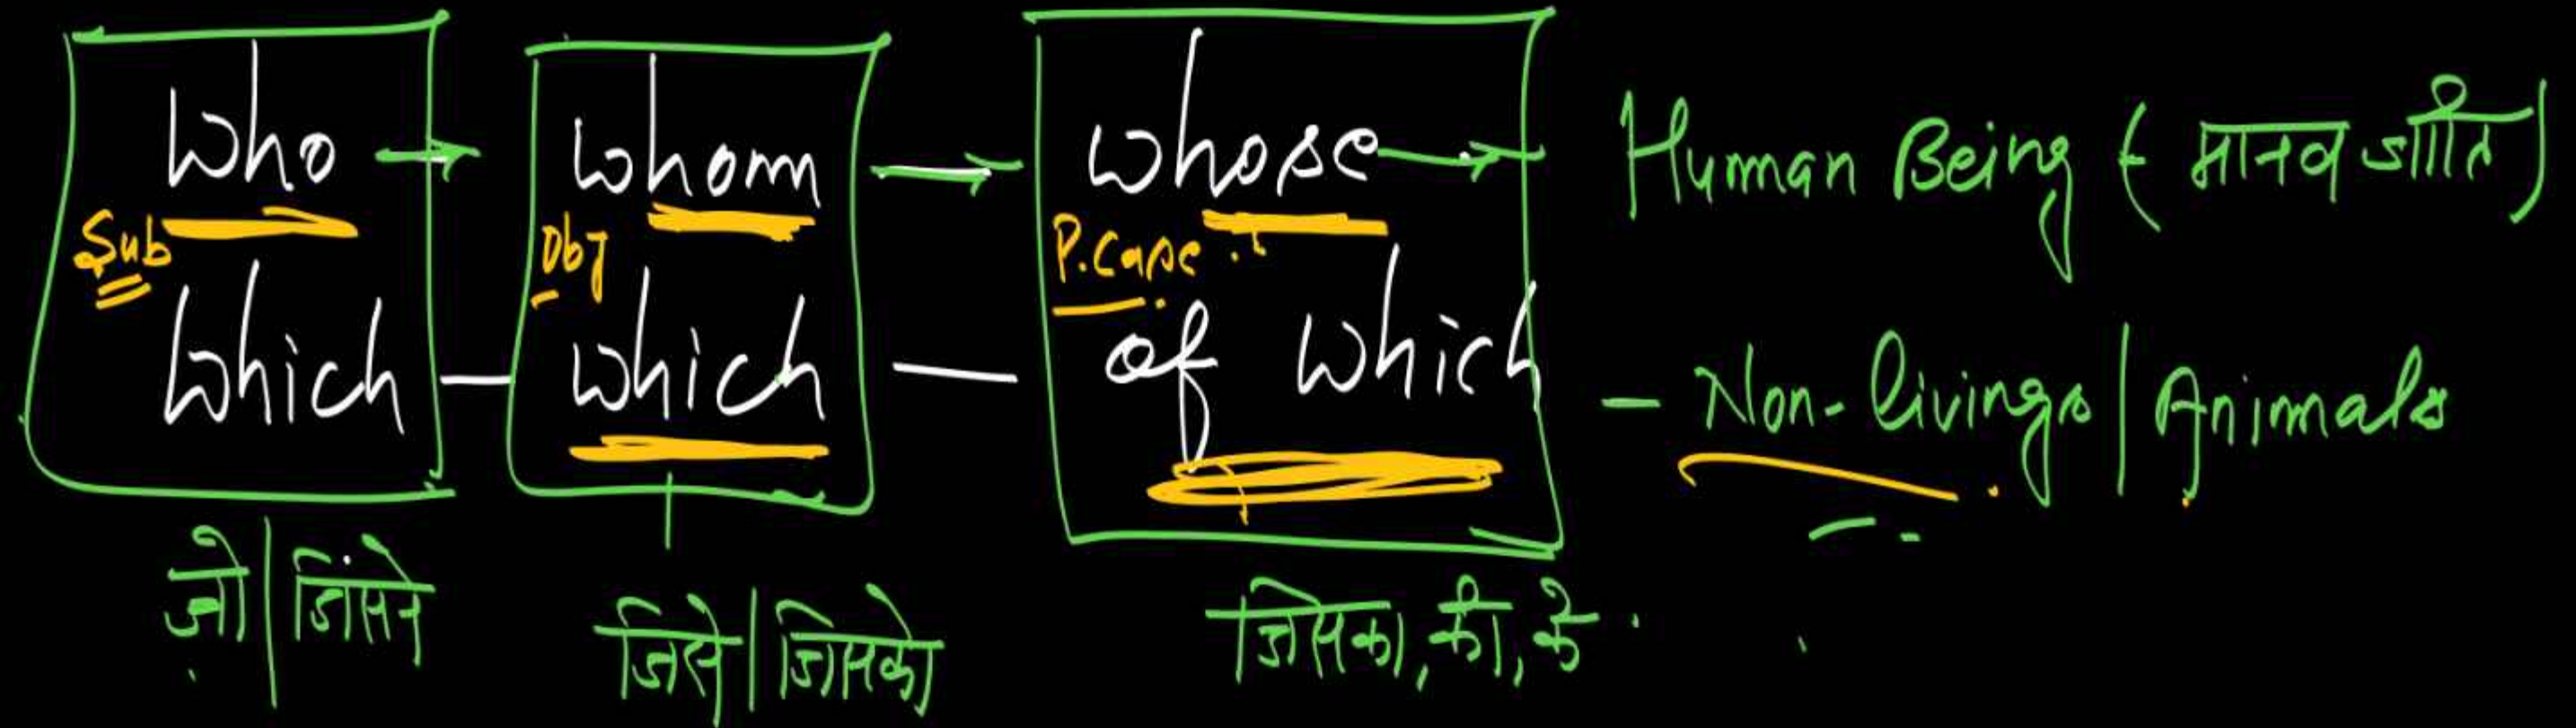 Who → Whom → Whose → Human Being (मानव जाति)
Sub Obj P.Case
Which — Which — of Which - Non-livings | Animals
जो | जिसने जिसे | जिसको जिसका, की, के